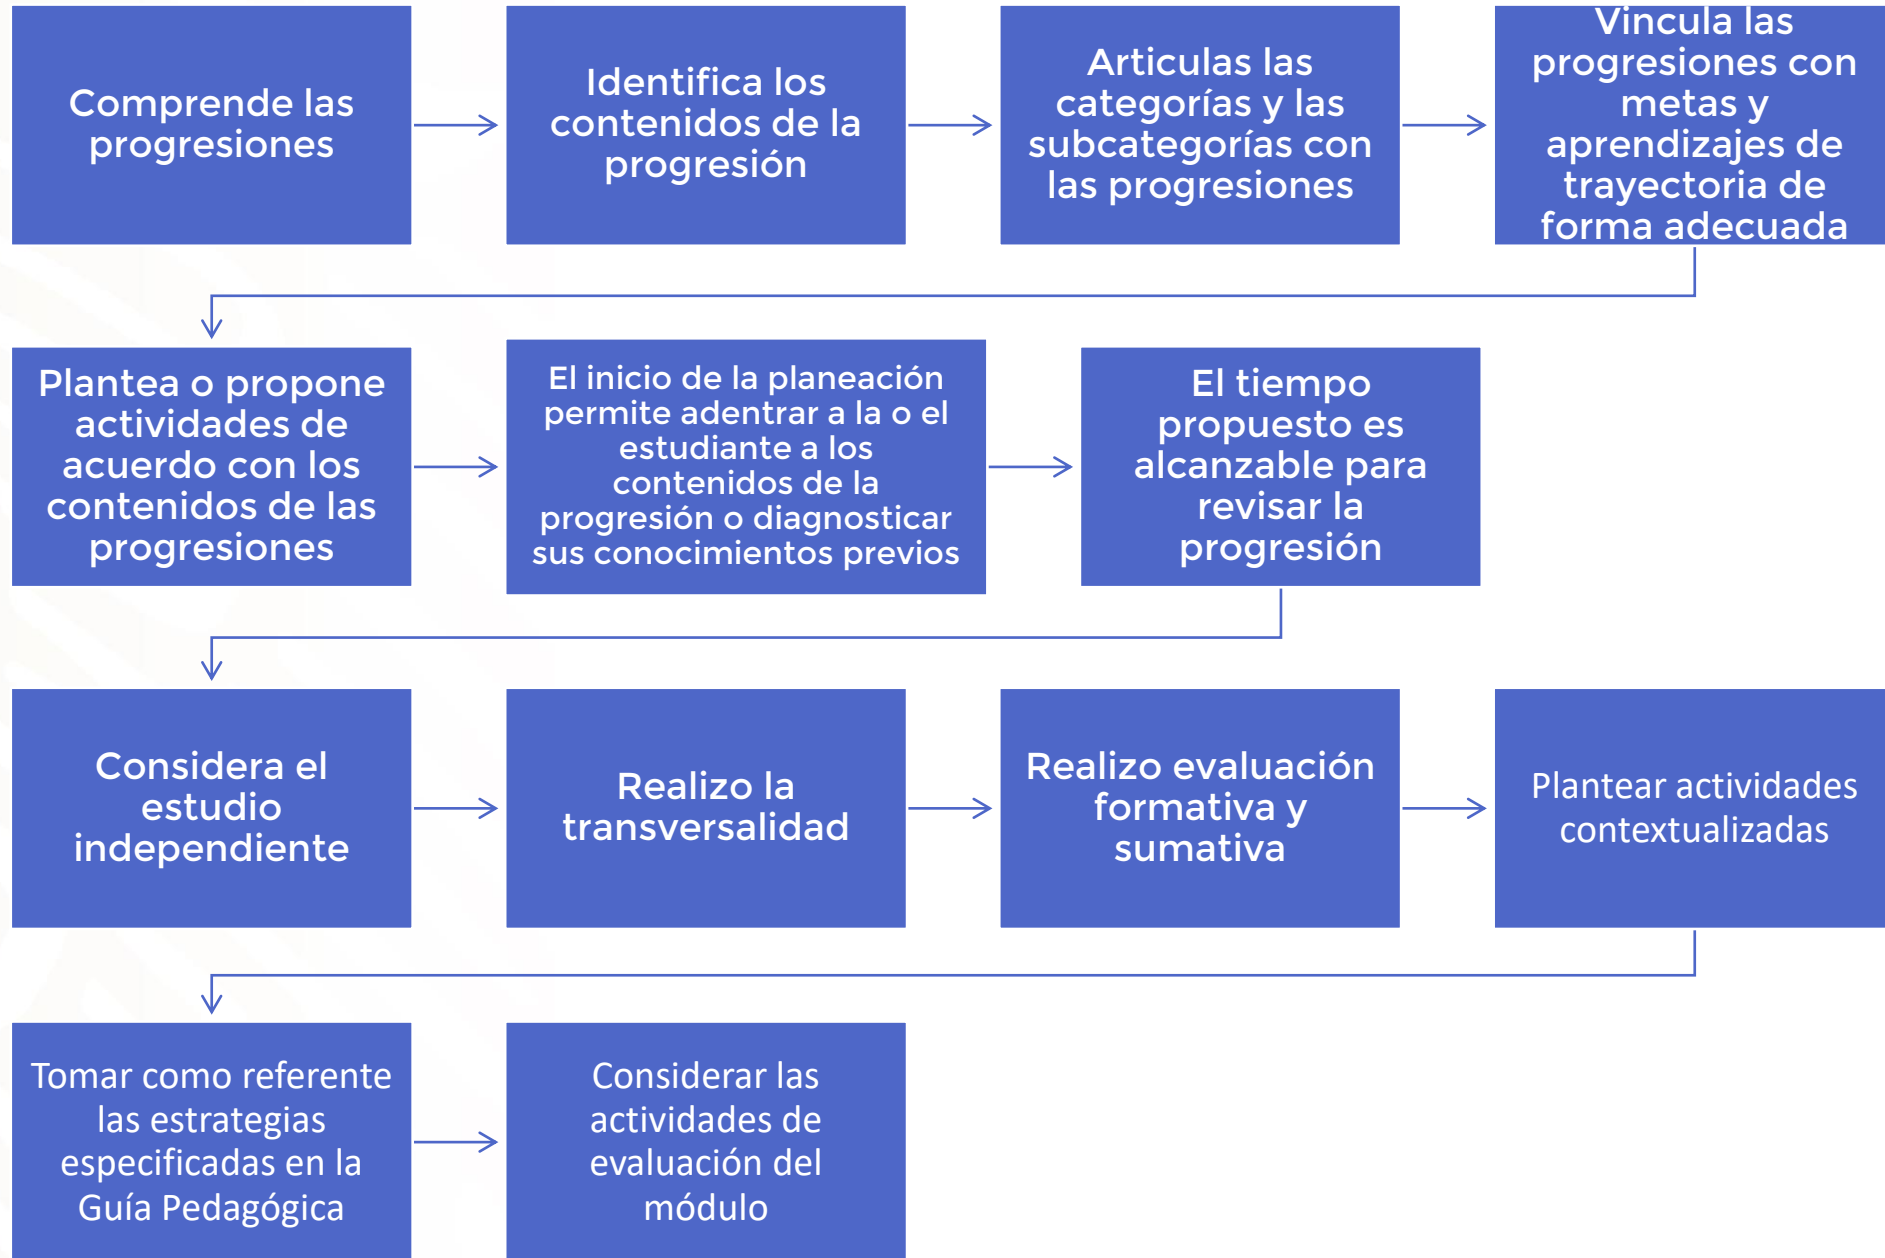 Comprende las
progresiones
Identifica los
contenidos de la
progresión
Articulas las
categorías y las
subcategorías con
las progresiones
Vincula las
progresiones con
metas y
aprendizajes de
trayectoria de
forma adecuada
Plantea o propone
actividades de
acuerdo con los
contenidos de las
progresiones
El inicio de la planeación
permite adentrar a la o el
estudiante a los
contenidos de la
progresión o diagnosticar
sus conocimientos previos
El tiempo
propuesto es
alcanzable para
revisar la
progresión
Considera el
estudio
independiente
Realizo la
transversalidad
Realizo evaluación
formativa y
sumativa
Plantear actividades
contextualizadas
Tomar como referente
las estrategias
especificadas en la
Guía Pedagógica
Considerar las
actividades de
evaluación del
módulo